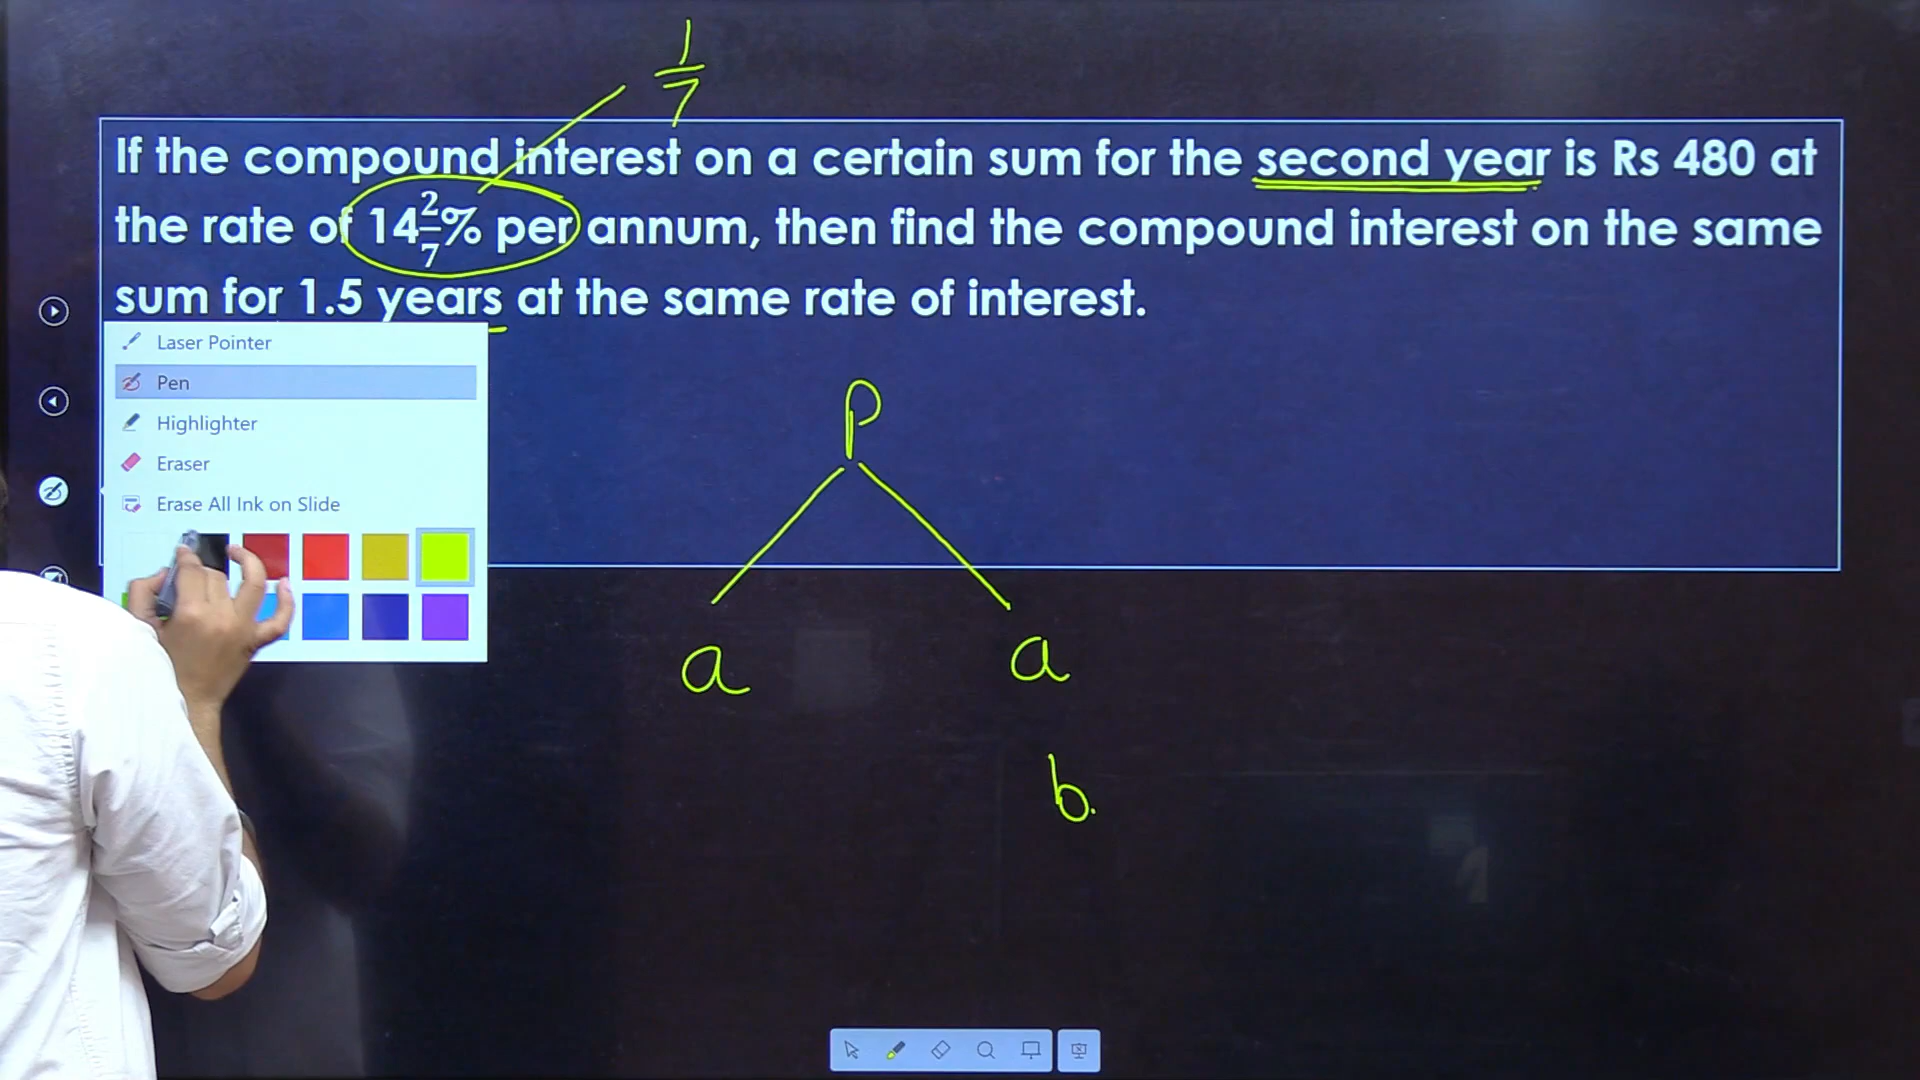 1/7
If the compound interest on a certain sum for the second year is Rs 480 at
the rate of 14 2/7% per annum, then find the compound interest on the same
sum for 1.5 years at the same rate of interest.
Laser Pointer
Pen
Highlighter
Eraser
Erase All Ink on Slide
P
a a
b.